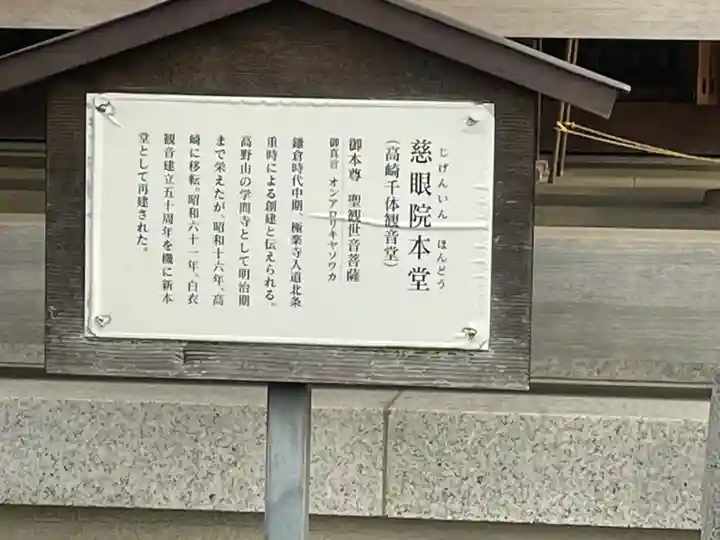 じげんいん ほんどう
慈眼院本堂
(高崎千体観音堂)
御本尊 聖観世音菩薩
御真言 オンアロリキヤソワカ
鎌倉時代中期、極楽寺入道北条
重時による創建と伝えられる。
高野山の学問寺として明治期
まで栄えたが、昭和十六年、高
崎に移転。昭和六十一年、白衣
観音建立五十周年を機に新本
堂として再建された。